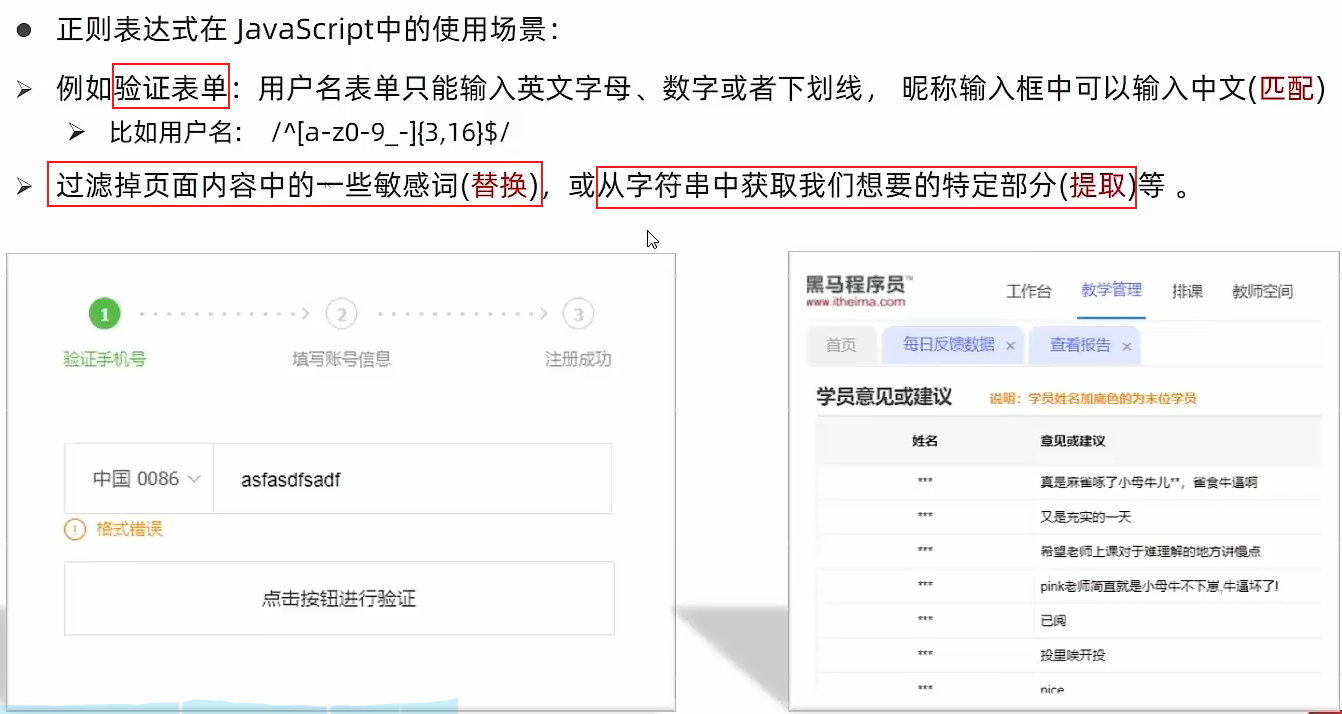 ● 正则表达式在 JavaScript中的使用场景：
➢ 例如验证表单：用户名表单只能输入英文字母、数字或者下划线， 昵称输入框中可以输入中文(匹配)
➢ 比如用户名： /^[a-z0-9_-]{3,16}$/
➢ 过滤掉页面内容中的一些敏感词(替换)，或从字符串中获取我们想要的特定部分(提取)等 。
1 2 3
验证手机号 填写账号信息 注册成功
中国 0086 asfasdfsadf
! 格式错误
点击按钮进行验证
黑马程序员™
www.itheima.com
工作台 教学管理 排课 教师空间
首页 每日反馈数据 × 查看报告 ×
学员意见或建议 说明：学员姓名加底色的为末位学员
姓名 意见或建议
*** 真是麻雀啄了小母牛儿**，雀食牛逼啊
*** 又是充实的一天
*** 希望老师上课对于难理解的地方讲慢点
*** pink老师简直就是小母牛不下崽,牛逼坏了!
*** 已阅
*** 投里唉开投
*** nice